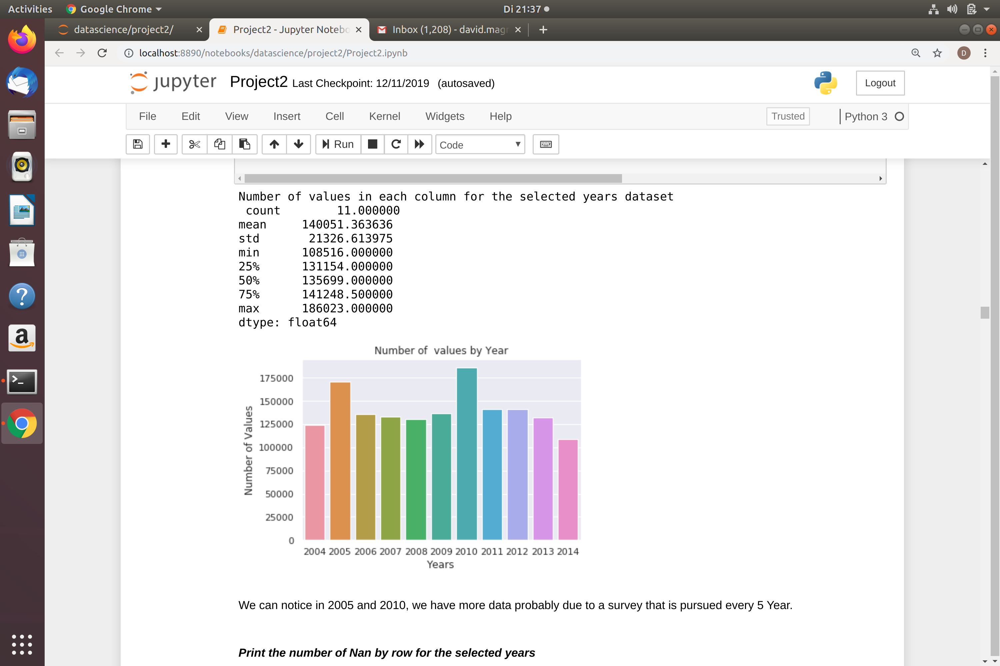 Activities Google Chrome Di 21:37
datascience/project2/ Project2 - Jupyter Notebo Inbox (1,208) - david.magr
localhost:8890/notebooks/datascience/project2/Project2.ipynb D
jupyter Project2 Last Checkpoint: 12/11/2019 (autosaved) Logout
File Edit View Insert Cell Kernel Widgets Help Trusted Python 3
Run Code
Number of values in each column for the selected years dataset
count 11.000000
mean 140051.363636
std 21326.613975
min 108516.000000
25% 131154.000000
50% 135699.000000
75% 141248.500000
max 186023.000000
dtype: float64
Number of values by Year
175000
150000
125000
100000
75000
50000
25000
0
Number of Values
2004 2005 2006 2007 2008 2009 2010 2011 2012 2013 2014
Years
We can notice in 2005 and 2010, we have more data probably due to a survey that is pursued every 5 Year.
Print the number of Nan by row for the selected years